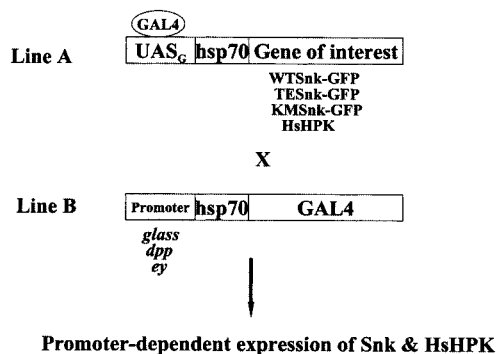 GAL4
Line A
UASG hsp70 Gene of interest
WTSnk-GFP
TESnk-GFP
KMSnk-GFP
HsHPK
X
Line B
Promoter hsp70 GAL4
glass
dpp
ey
Promoter-dependent expression of Snk & HsHPK